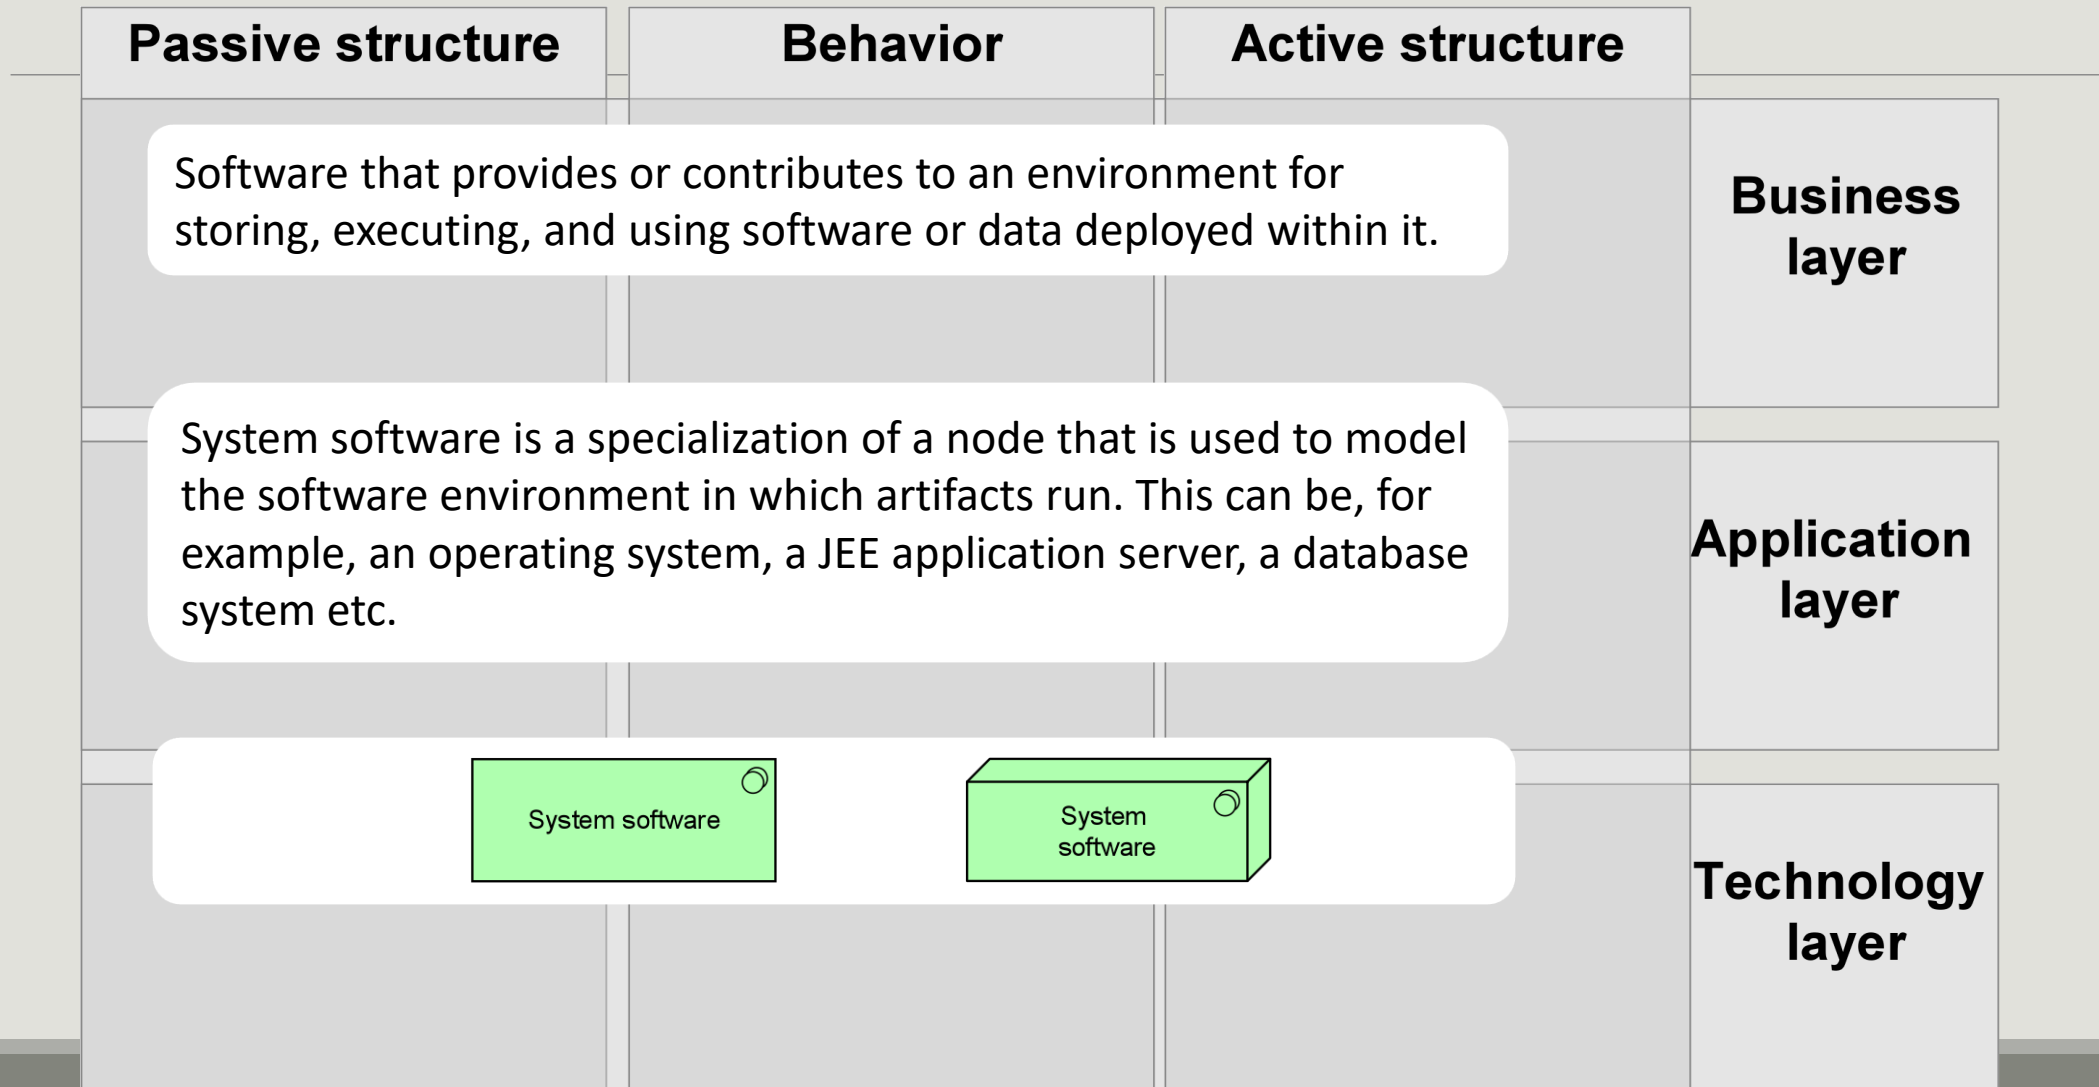 Passive structure
Behavior
Active structure
Software that provides or contributes to an environment for
storing, executing, and using software or data deployed within it.
Business
layer
System software is a specialization of a node that is used to model
the software environment in which artifacts run. This can be, for
example, an operating system, a JEE application server, a database
system etc.
Application
layer
System software
System
software
Technology
layer